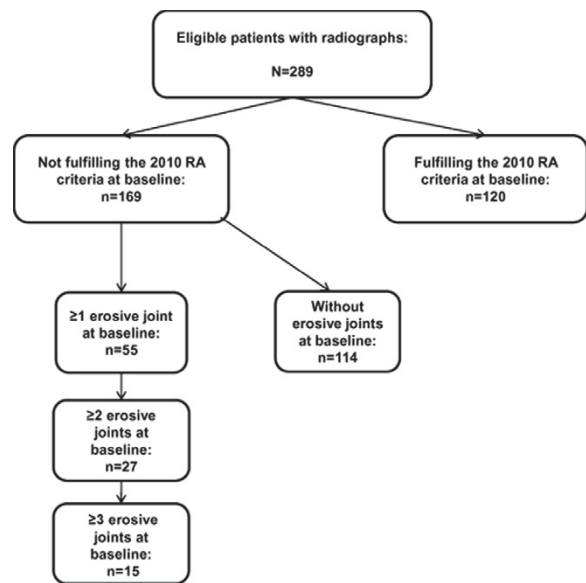 Eligible patients with radiographs:
N=289
Not fulfilling the 2010 RA
criteria at baseline:
n=169
Fulfilling the 2010 RA
criteria at baseline:
n=120
≥1 erosive joint
at baseline:
n=55
Without
erosive joints
at baseline:
n=114
≥2 erosive
joints at
baseline:
n=27
≥3 erosive
joints at
baseline:
n=15